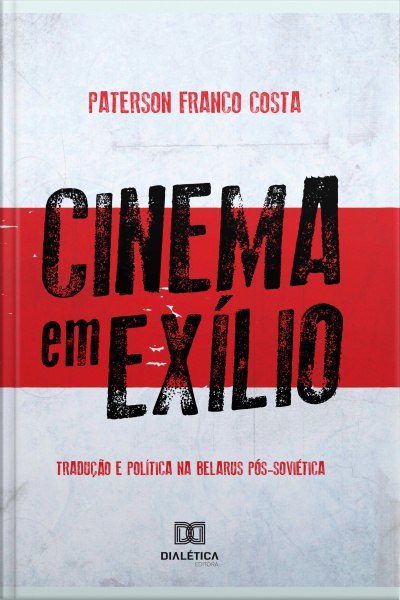 PATERSON FRANCO COSTA
CINEMA
em EXÍLIO
TRADUÇÃO E POLÍTICA NA BELARUS PÓS-SOVIÉTICA
DIALÉTICA
EDITORA